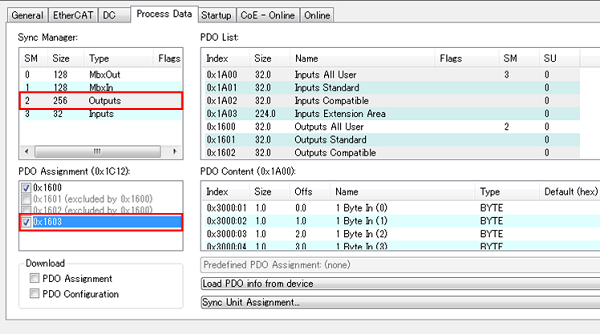 General EtherCAT DC Process Data Startup CoE - Online Online
Sync Manager:
SM Size Type Flags
0 128 MbxOut
1 128 MbxIn
2 256 Outputs
3 32 Inputs
PDO List:
Index Size Name Flags SM SU
0x1A00 32.0 Inputs All User 3 0
0x1A01 32.0 Inputs Standard 0
0x1A02 32.0 Inputs Compatible 0
0x1A03 224.0 Inputs Extension Area 0
0x1600 32.0 Outputs All User 2 0
0x1601 32.0 Outputs Standard 0
0x1602 32.0 Outputs Compatible 0
PDO Assignment (0x1C12):
0x1600
0x1601 (excluded by 0x1600)
0x1602 (excluded by 0x1600)
0x1603
PDO Content (0x1A00):
Index Size Offs Name Type Default (hex)
0x3000:01 1.0 0.0 1 Byte In (0) BYTE
0x3000:02 1.0 1.0 1 Byte In (1) BYTE
0x3000:03 1.0 2.0 1 Byte In (2) BYTE
0x3000:04 1.0 3.0 1 Byte In (3) BYTE
Download
PDO Assignment
PDO Configuration
Predefined PDO Assignment: (none)
Load PDO info from device
Sync Unit Assignment...